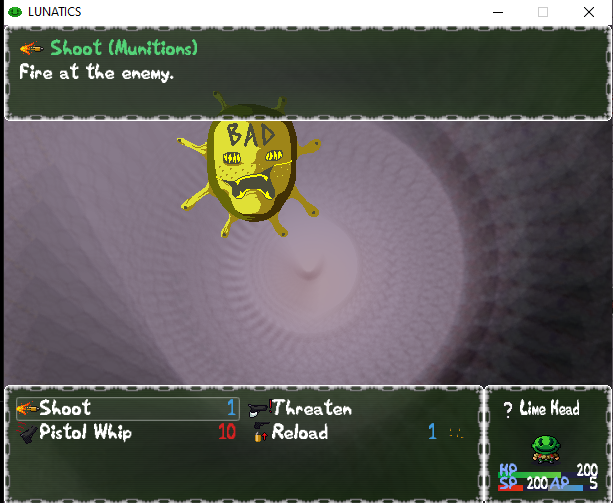 LUNATICS
Shoot (Munitions)
Fire at the enemy.
BAD
Shoot 1 Threaten
Pistol Whip 10 Reload 1
? Lime Head
HP 200
SP 200 AP 5